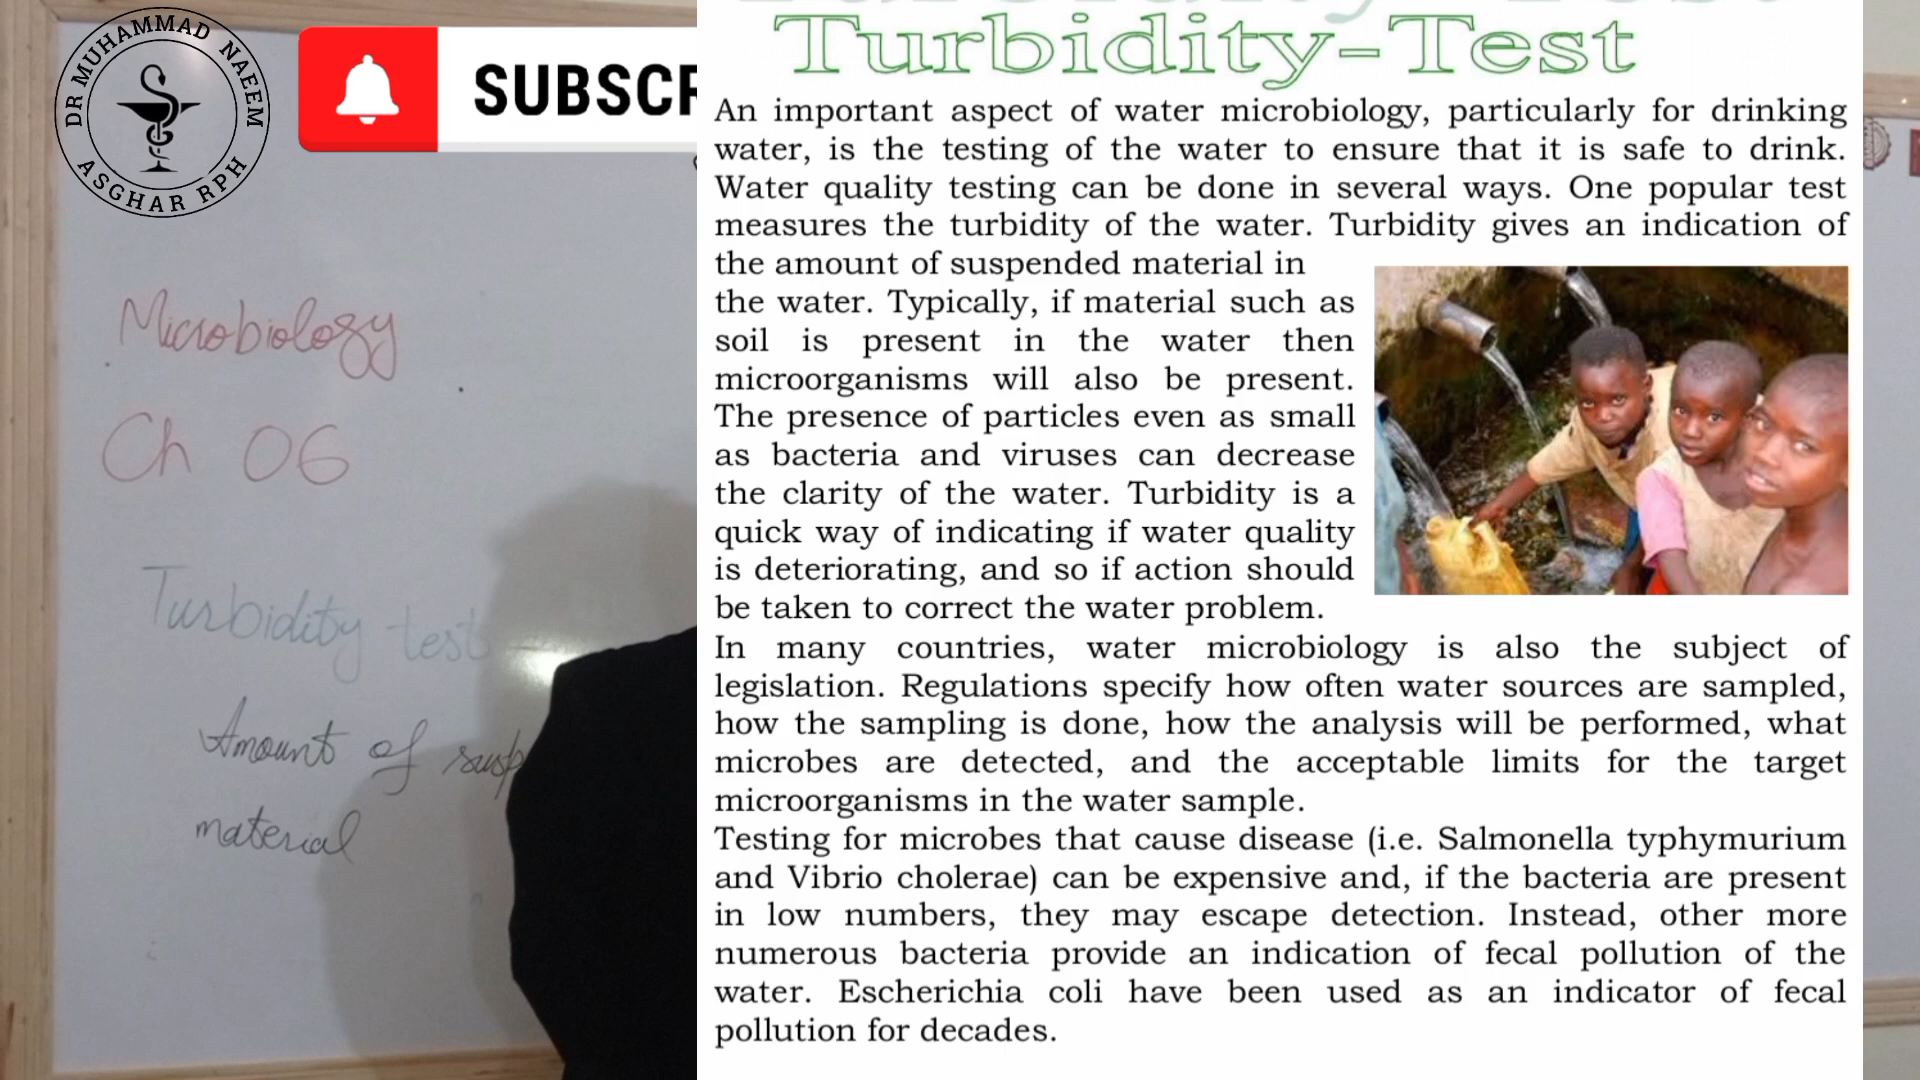 DR MUHAMMAD NAEEM
ASGHAR RPH
SUBSCR
Microbiology
Ch 06
Turbidity test
Amount of susp
material
Turbidity-Test
An important aspect of water microbiology, particularly for drinking
water, is the testing of the water to ensure that it is safe to drink.
Water quality testing can be done in several ways. One popular test
measures the turbidity of the water. Turbidity gives an indication of
the amount of suspended material in
the water. Typically, if material such as
soil is present in the water then
microorganisms will also be present.
The presence of particles even as small
as bacteria and viruses can decrease
the clarity of the water. Turbidity is a
quick way of indicating if water quality
is deteriorating, and so if action should
be taken to correct the water problem.
In many countries, water microbiology is also the subject of
legislation. Regulations specify how often water sources are sampled,
how the sampling is done, how the analysis will be performed, what
microbes are detected, and the acceptable limits for the target
microorganisms in the water sample.
Testing for microbes that cause disease (i.e. Salmonella typhymurium
and Vibrio cholerae) can be expensive and, if the bacteria are present
in low numbers, they may escape detection. Instead, other more
numerous bacteria provide an indication of fecal pollution of the
water. Escherichia coli have been used as an indicator of fecal
pollution for decades.